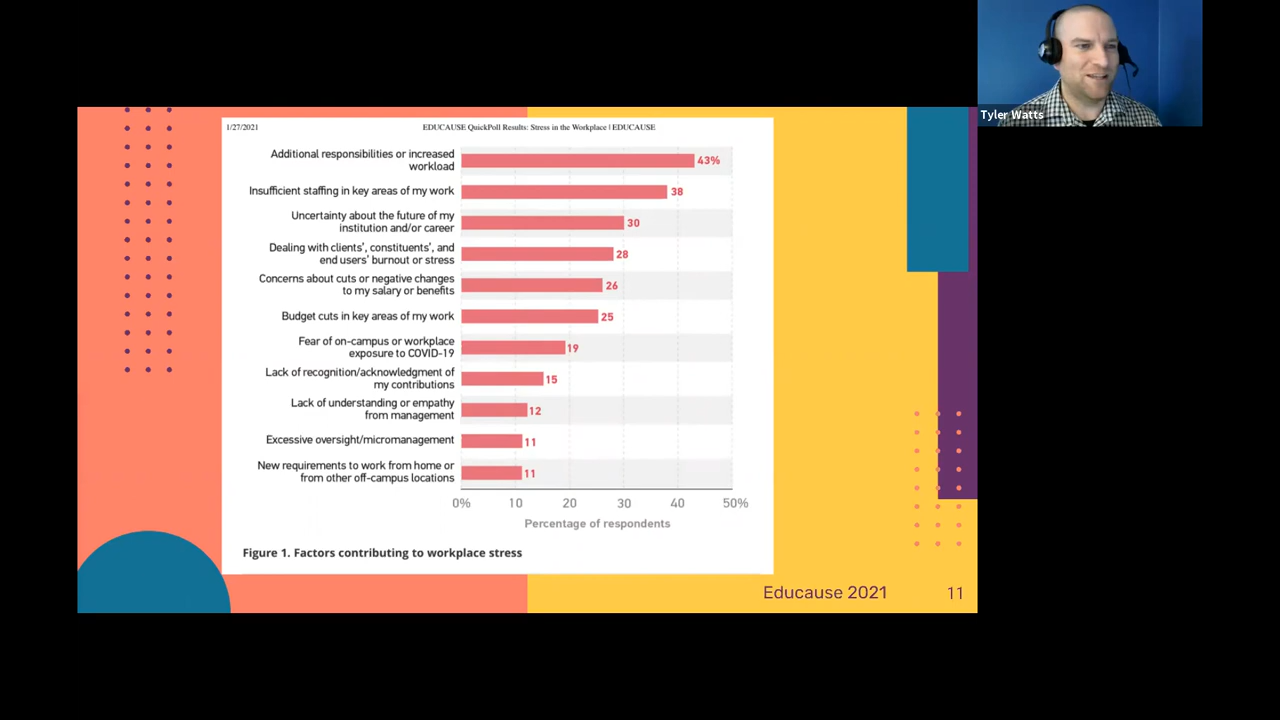 Tyler Watts
1/27/2021
EDUCAUSE QuickPoll Results: Stress in the Workplace | EDUCAUSE
Additional responsibilities or increased
workload
43%
Insufficient staffing in key areas of my work
38
Uncertainty about the future of my
institution and/or career
30
Dealing with clients’, constituents’, and
end users’ burnout or stress
28
Concerns about cuts or negative changes
to my salary or benefits
26
Budget cuts in key areas of my work
25
Fear of on-campus or workplace
exposure to COVID-19
19
Lack of recognition/acknowledgment of
my contributions
15
Lack of understanding or empathy
from management
12
Excessive oversight/micromanagement
11
New requirements to work from home or
from other off-campus locations
11
0% 10 20 30 40 50%
Percentage of respondents
Figure 1. Factors contributing to workplace stress
Educause 2021
11